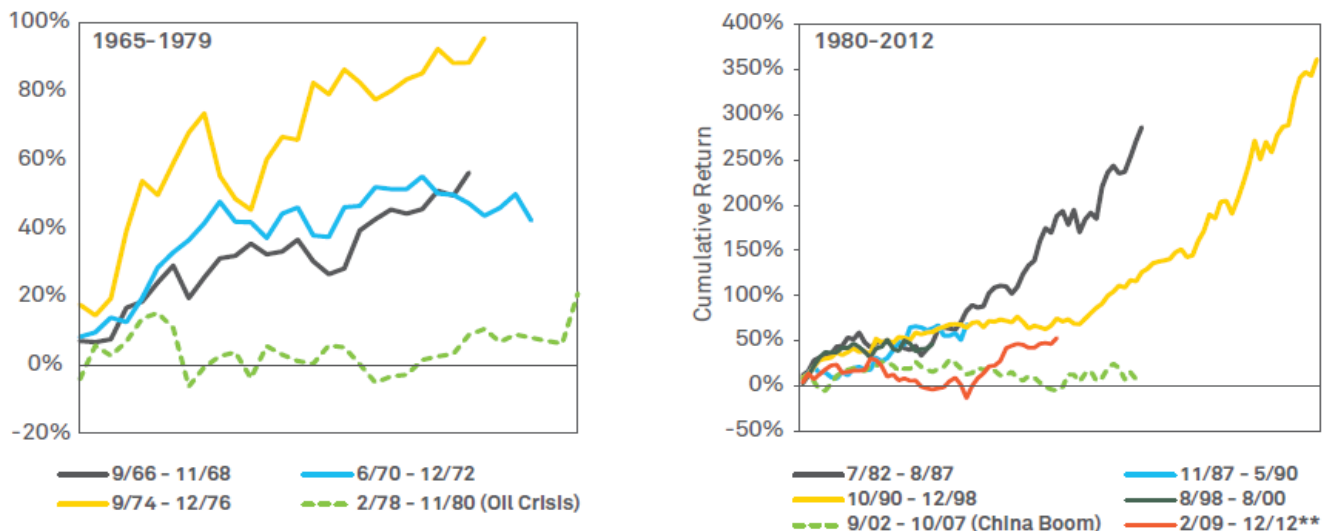 1965–1979
100%
80%
60%
40%
20%
0%
-20%
9/66 – 11/68
6/70 – 12/72
9/74 – 12/76
2/78 – 11/80 (Oil Crisis)
1980-2012
Cumulative Return
400%
350%
300%
250%
200%
150%
100%
50%
0%
-50%
7/82 – 8/87
11/87 – 5/90
10/90 – 12/98
8/98 – 8/00
9/02 – 10/07 (China Boom)
2/09 – 12/12**